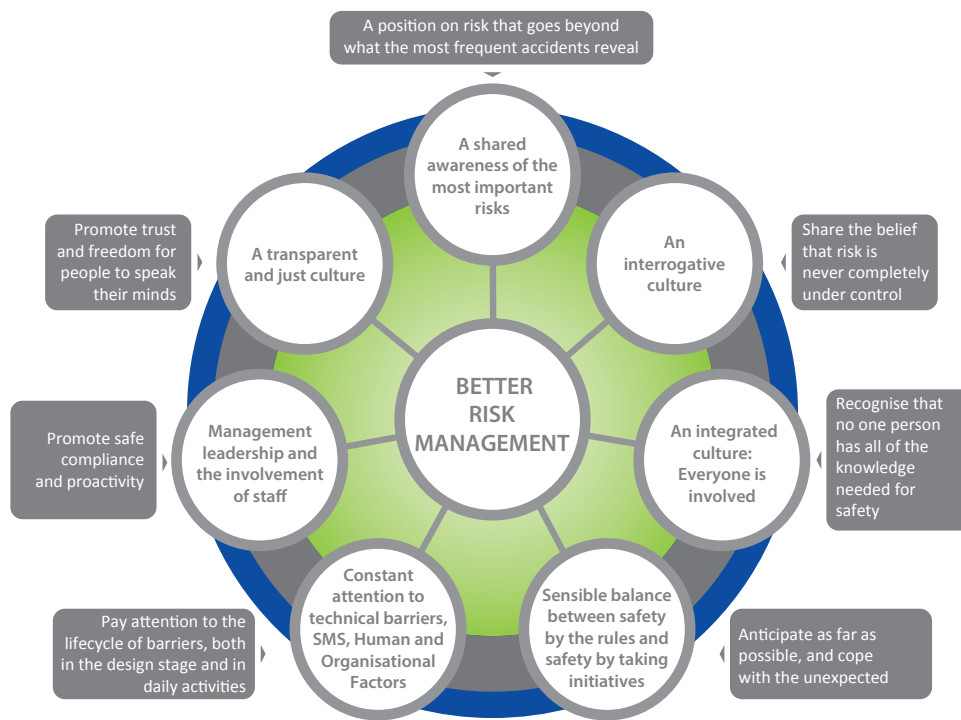 A position on risk that goes beyond
what the most frequent accidents reveal
A shared
awareness of the
most important
risks
Promote trust
and freedom for
people to speak
their minds
A transparent
and just culture
An
interrogative
culture
Share the belief
that risk is
never completely
under control
BETTER
RISK
MANAGEMENT
Promote safe
compliance
and proactivity
Management
leadership and
the involvement
of staff
An integrated
culture:
Everyone is
involved
Recognise that
no one person
has all of the
knowledge
needed for
safety
Pay attention to the
lifecycle of barriers, both
in the design stage and in
daily activities
Constant
attention to
technical barriers,
SMS, Human and
Organisational
Factors
Sensible balance
between safety
by the rules and
safety by taking
initiatives
Anticipate as far as
possible, and cope
with the unexpected